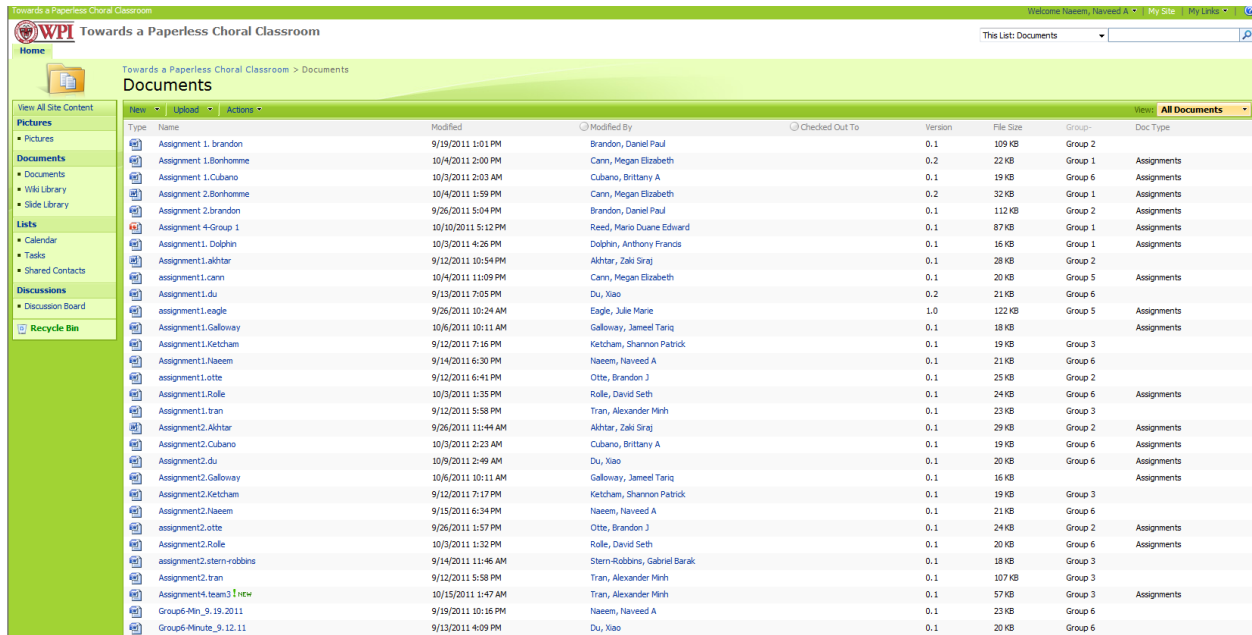 Towards a Paperless Choral Classroom Welcome Naeem, Naveed A | My Site | My Links
WPI Towards a Paperless Choral Classroom This List: Documents
Home
Towards a Paperless Choral Classroom > Documents
Documents
View All Site Content
Pictures
Pictures
Documents
Documents
Wiki Library
Slide Library
Lists
Calendar
Tasks
Shared Contacts
Discussions
Discussion Board
Recycle Bin
New Upload Actions View: All Documents
Type Name Modified Modified By Checked Out To Version File Size Group- Doc Type
Assignment 1. brandon 9/19/2011 1:01 PM Brandon, Daniel Paul 0.1 109 KB Group 2
Assignment 1.Bonhomme 10/4/2011 2:00 PM Cann, Megan Elizabeth 0.2 22 KB Group 1 Assignments
Assignment 1.Cubano 10/3/2011 2:03 AM Cubano, Brittany A 0.1 19 KB Group 6 Assignments
Assignment 2.Bonhomme 10/4/2011 1:59 PM Cann, Megan Elizabeth 0.2 32 KB Group 1 Assignments
Assignment 2.brandon 9/26/2011 5:04 PM Brandon, Daniel Paul 0.1 112 KB Group 2 Assignments
Assignment 4-Group 1 10/10/2011 5:12 PM Reed, Mario Duane Edward 0.1 87 KB Group 1 Assignments
Assignment1. Dolphin 10/3/2011 4:26 PM Dolphin, Anthony Francis 0.1 16 KB Group 1 Assignments
Assignment1.akhtar 9/12/2011 10:54 PM Akhtar, Zaki Siraj 0.1 28 KB Group 2
assignment1.cann 10/4/2011 11:09 PM Cann, Megan Elizabeth 0.1 20 KB Group 5 Assignments
Assignment1.du 9/13/2011 7:05 PM Du, Xiao 0.2 21 KB Group 6
assignment1.eagle 9/26/2011 10:24 AM Eagle, Julie Marie 1.0 122 KB Group 5 Assignments
Assignment1.Galloway 10/6/2011 10:11 AM Galloway, Jameel Tariq 0.1 18 KB Assignments
Assignment1.Ketcham 9/12/2011 7:16 PM Ketcham, Shannon Patrick 0.1 19 KB Group 3
Assignment1.Naeem 9/14/2011 6:30 PM Naeem, Naveed A 0.1 21 KB Group 6
assignment1.otte 9/12/2011 6:41 PM Otte, Brandon J 0.1 25 KB Group 2
Assignment1.Rolle 10/3/2011 1:35 PM Rolle, David Seth 0.1 24 KB Group 6 Assignments
Assignment1.tran 9/12/2011 5:58 PM Tran, Alexander Minh 0.1 23 KB Group 3
Assignment2.Akhtar 9/26/2011 11:44 AM Akhtar, Zaki Siraj 0.1 29 KB Group 2 Assignments
Assignment2.Cubano 10/3/2011 2:23 AM Cubano, Brittany A 0.1 19 KB Group 6 Assignments
Assignment2.du 10/9/2011 2:49 AM Du, Xiao 0.1 20 KB Group 6 Assignments
Assignment2.Galloway 10/6/2011 10:11 AM Galloway, Jameel Tariq 0.1 16 KB Assignments
Assignment2.Ketcham 9/12/2011 7:17 PM Ketcham, Shannon Patrick 0.1 19 KB Group 3
Assignment2.Naeem 9/15/2011 6:34 PM Naeem, Naveed A 0.1 21 KB Group 6
assignment2.otte 9/26/2011 1:57 PM Otte, Brandon J 0.1 24 KB Group 2 Assignments
Assignment2.Rolle 10/3/2011 1:32 PM Rolle, David Seth 0.1 20 KB Group 6 Assignments
assignment2.stern-robbins 9/14/2011 11:46 AM Stern-Robbins, Gabriel Barak 0.1 18 KB Group 3
Assignment2.tran 9/12/2011 5:58 PM Tran, Alexander Minh 0.1 107 KB Group 3
Assignment4.team3 ! NEW 10/15/2011 1:47 AM Tran, Alexander Minh 0.1 57 KB Group 3 Assignments
Group6-Min_9.19.2011 9/19/2011 10:16 PM Naeem, Naveed A 0.1 23 KB Group 6
Group6-Minute_9.12.11 9/13/2011 4:09 PM Du, Xiao 0.1 20 KB Group 6